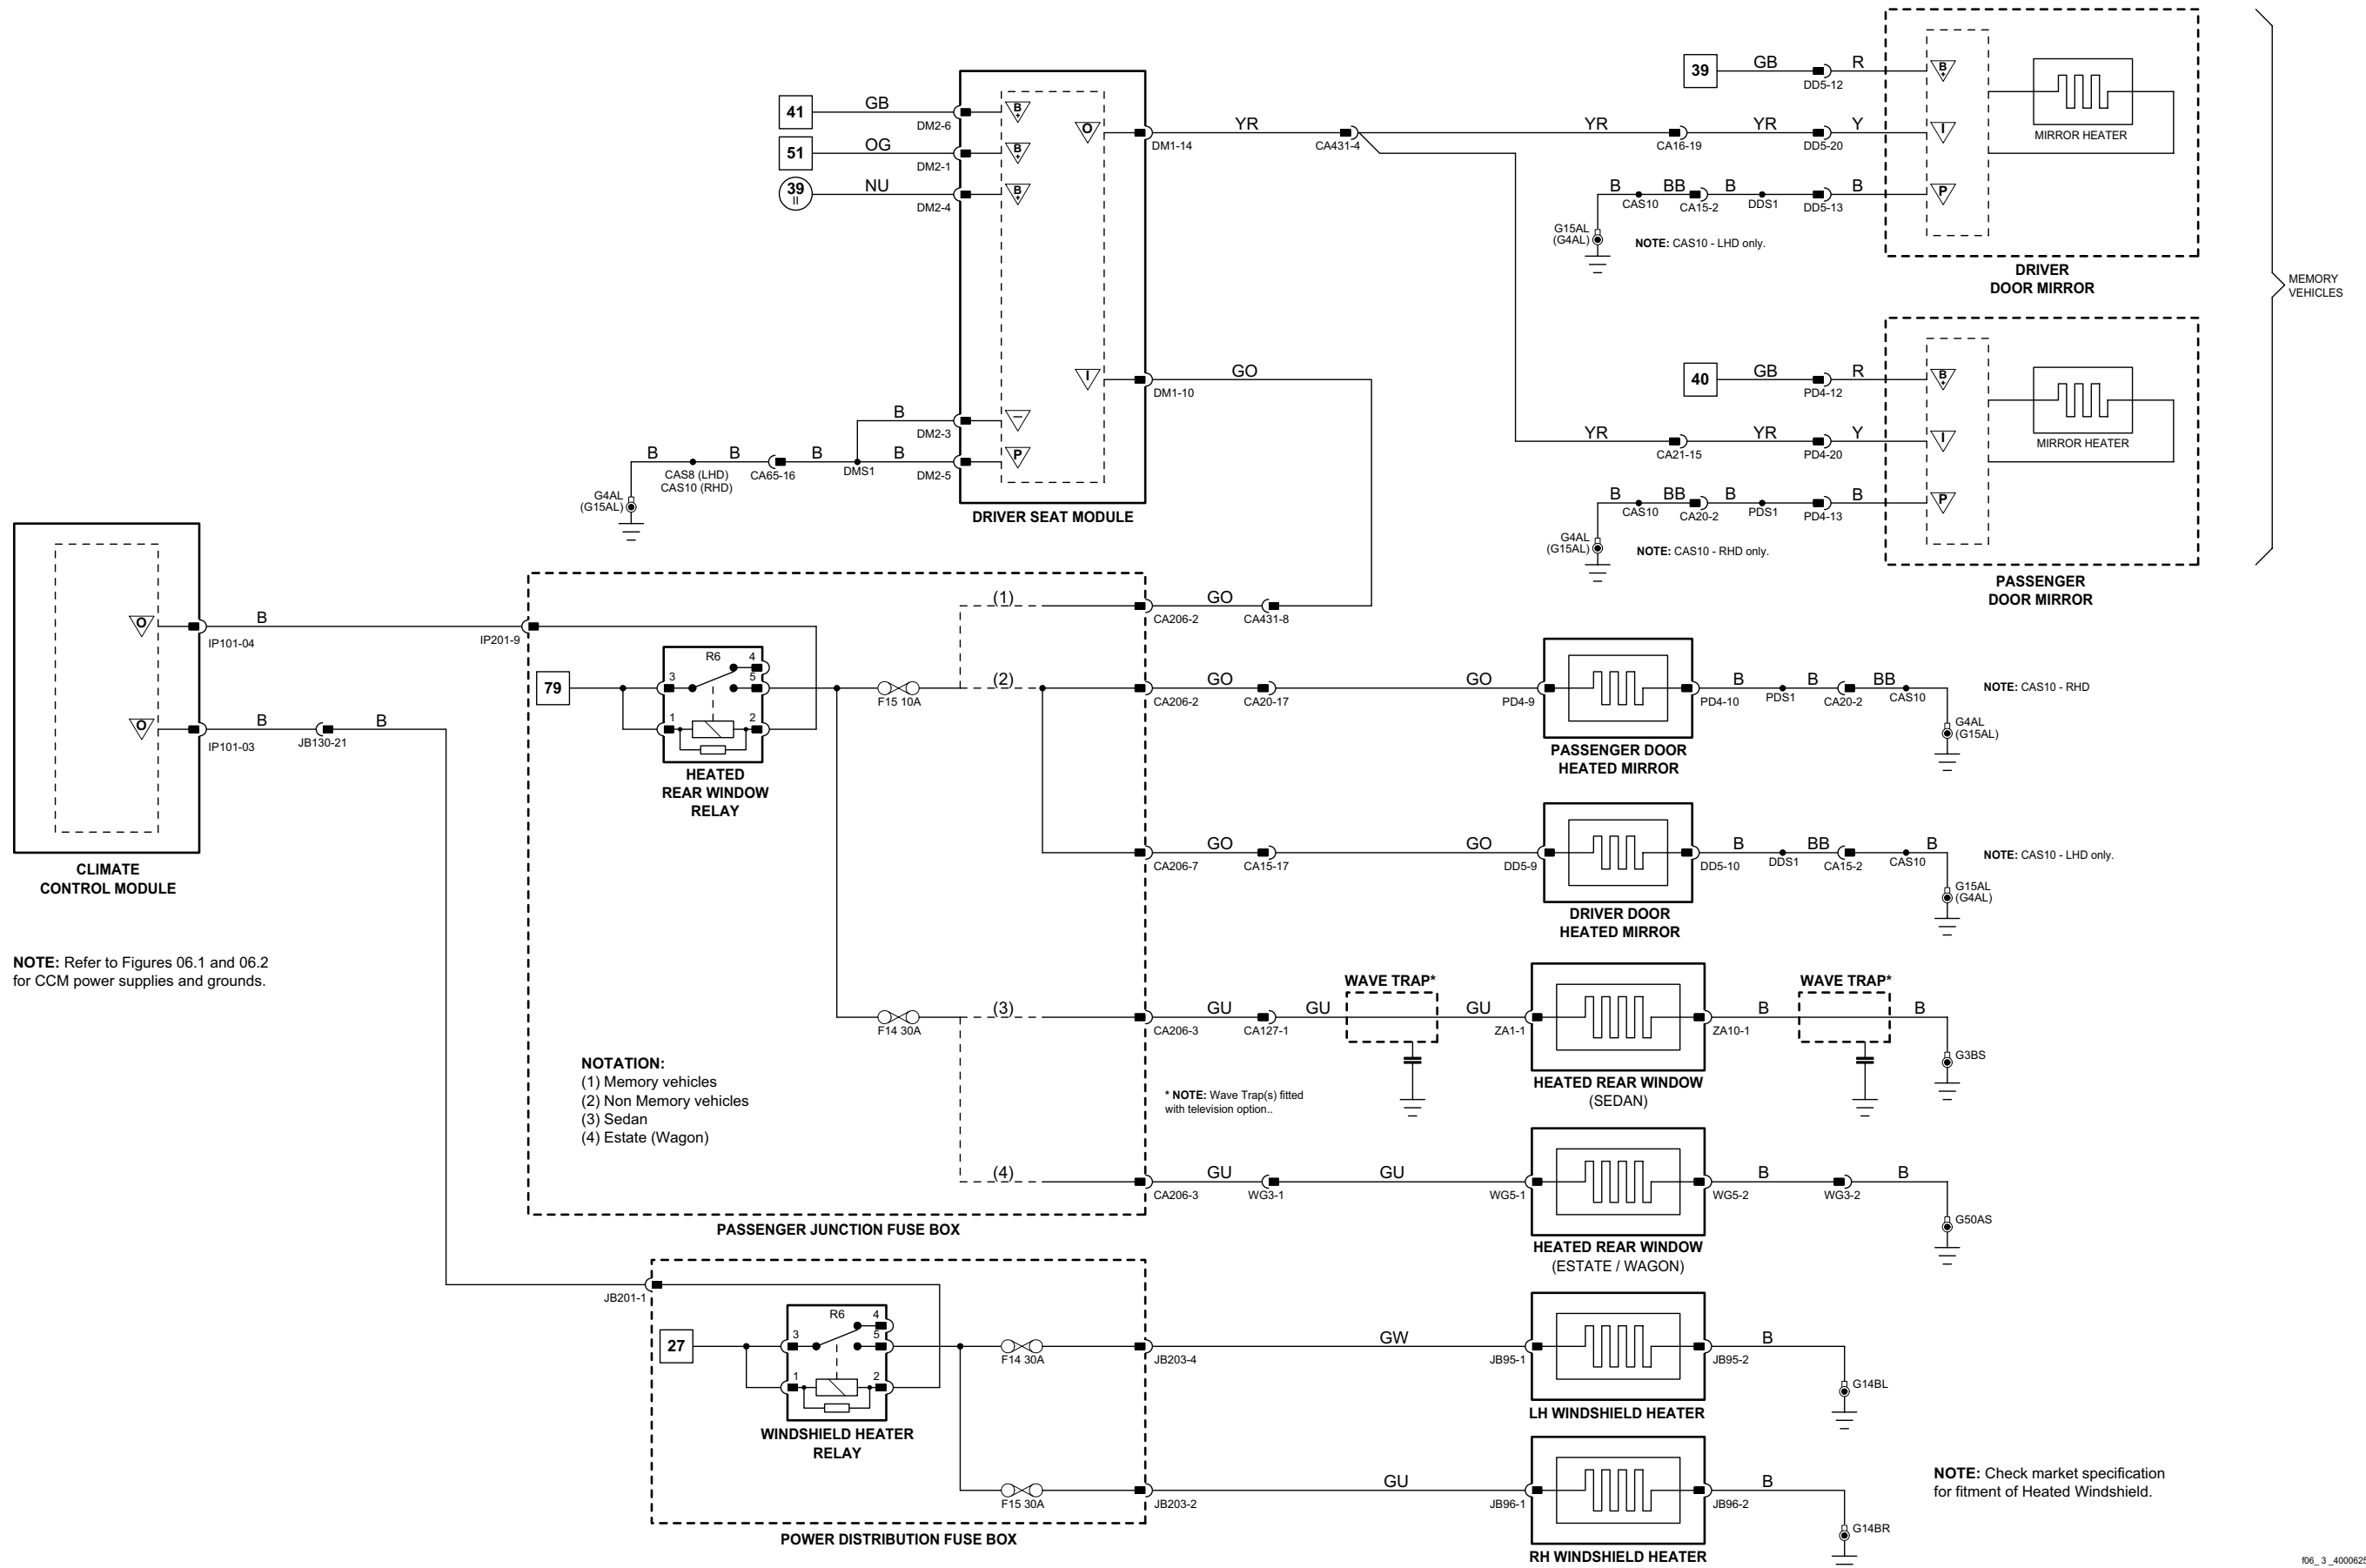 39
GB
R
DD5-12
B
+
MIRROR HEATER
41
GB
DM2-6
B
+
O
DM1-14
YR
CA431-4
YR
CA16-19
YR
DD5-20
Y
I
51
OG
DM2-1
B
+
39
II
NU
DM2-4
B
+
B
CAS10
BB
CA15-2
B
DDS1
DD5-13
B
P
G15AL
(G4AL)
NOTE: CAS10 - LHD only.
DRIVER
DOOR MIRROR
MEMORY
VEHICLES
40
GB
PD4-12
R
B
+
MIRROR HEATER
I
DM1-10
GO
B
DM2-3
–
YR
CA21-15
YR
PD4-20
Y
I
B
CAS8 (LHD)
CAS10 (RHD)
B
CA65-16
B
DMS1
B
DM2-5
P
G4AL
(G15AL)
DRIVER SEAT MODULE
B
CAS10
BB
CA20-2
B
PDS1
PD4-13
B
P
G4AL
(G15AL)
NOTE: CAS10 - RHD only.
PASSENGER
DOOR MIRROR
O
IP101-04
B
IP201-9
(1)
CA206-2
GO
CA431-8
79
R6
3
4
5
1
2
HEATED
REAR WINDOW
RELAY
F15 10A
(2)
CA206-2
GO
CA20-17
GO
PD4-9
PD4-10
B
PDS1
B
CA20-2
BB
CAS10
NOTE: CAS10 - RHD
G4AL
(G15AL)
PASSENGER DOOR
HEATED MIRROR
O
IP101-03
B
JB130-21
B
CLIMATE
CONTROL MODULE
CA206-7
GO
CA15-17
GO
DD5-9
DD5-10
B
DDS1
BB
CA15-2
CAS10
B
NOTE: CAS10 - LHD only.
G15AL
(G4AL)
DRIVER DOOR
HEATED MIRROR
NOTE: Refer to Figures 06.1 and 06.2
for CCM power supplies and grounds.
F14 30A
(3)
CA206-3
GU
CA127-1
GU
WAVE TRAP*
GU
ZA1-1
ZA10-1
B
WAVE TRAP*
B
G3BS
HEATED REAR WINDOW
(SEDAN)
NOTATION:
(1) Memory vehicles
(2) Non Memory vehicles
(3) Sedan
(4) Estate (Wagon)
* NOTE: Wave Trap(s) fitted
with television option..
(4)
CA206-3
GU
WG3-1
GU
WG5-1
WG5-2
B
WG3-2
B
G50AS
HEATED REAR WINDOW
(ESTATE / WAGON)
PASSENGER JUNCTION FUSE BOX
JB201-1
27
R6
3
4
5
1
2
WINDSHIELD HEATER
RELAY
F14 30A
JB203-4
GW
JB95-1
JB95-2
B
G14BL
LH WINDSHIELD HEATER
F15 30A
JB203-2
GU
JB96-1
JB96-2
B
G14BR
RH WINDSHIELD HEATER
POWER DISTRIBUTION FUSE BOX
NOTE: Check market specification
for fitment of Heated Windshield.
f06_ 3 _4000625